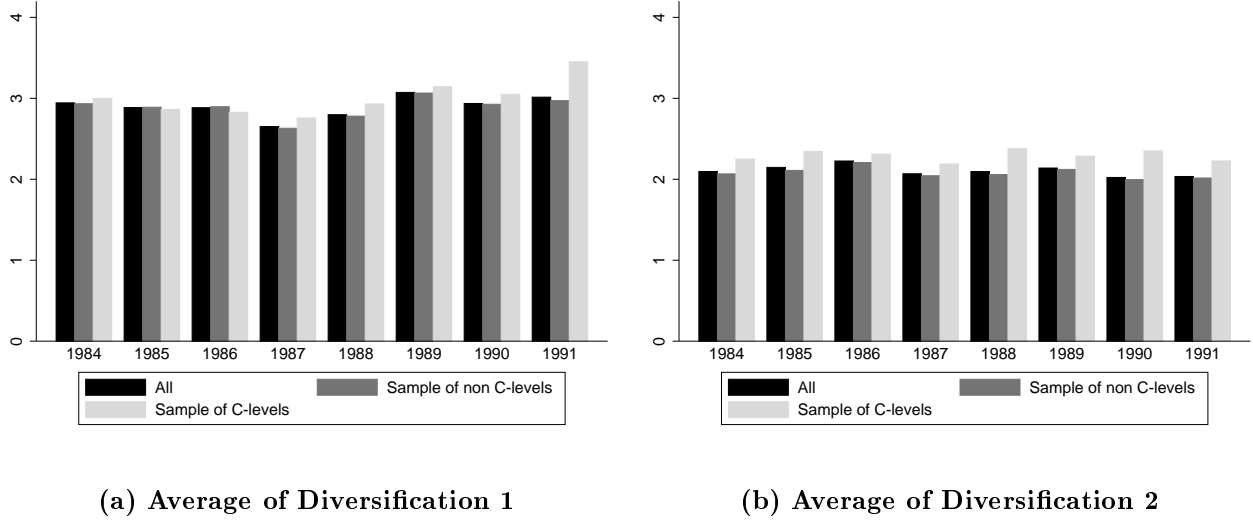 4
3
2
1
0
1984 1985 1986 1987 1988 1989 1990 1991
All
Sample of non C-levels
Sample of C-levels
(a) Average of Diversification 1
4
3
2
1
0
1984 1985 1986 1987 1988 1989 1990 1991
All
Sample of non C-levels
Sample of C-levels
(b) Average of Diversification 2